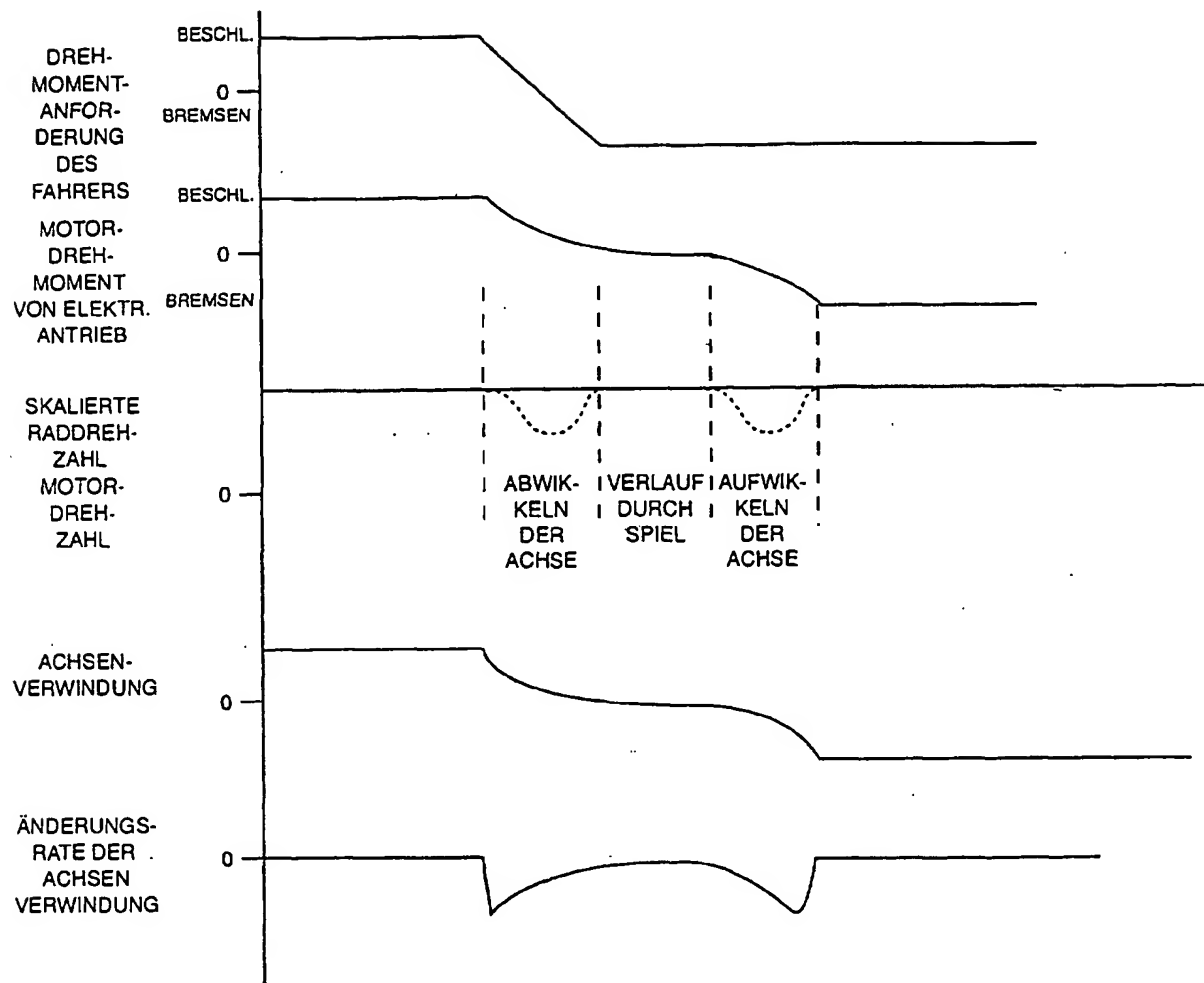 DREH-
MOMENT-
ANFOR-
DERUNG
DES
FAHRERS
BESCHL.
0
BREMSEN
MOTOR-
DREH-
MOMENT
VON ELEKTR.
ANTRIEB
BESCHL.
0
BREMSEN
SKALIERTE
RADDREH-
ZAHL
MOTOR-
DREH-
ZAHL
0
ABWIK-
KELN
DER
ACHSE
VERLAUF
DURCH
SPIEL
AUFWIK-
KELN
DER
ACHSE
ACHSEN-
VERWINDUNG
0
ÄNDERUNGS-
RATE DER
ACHSEN
VERWINDUNG
0